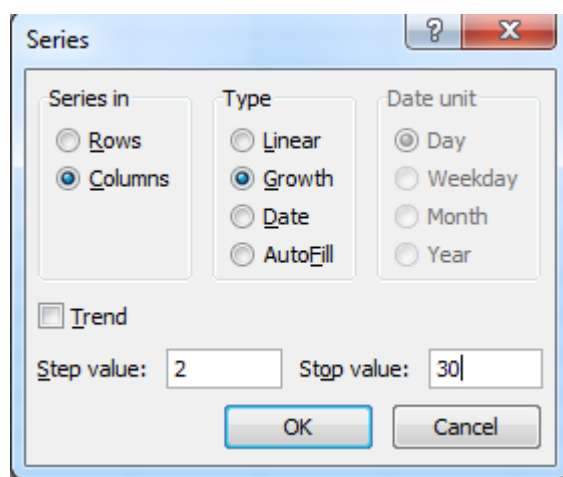 Series
Series in Type Date unit
Rows Linear Day
Columns Growth Weekday
Date Month
AutoFill Year
Trend
Step value: 2 Stop value: 30
OK Cancel